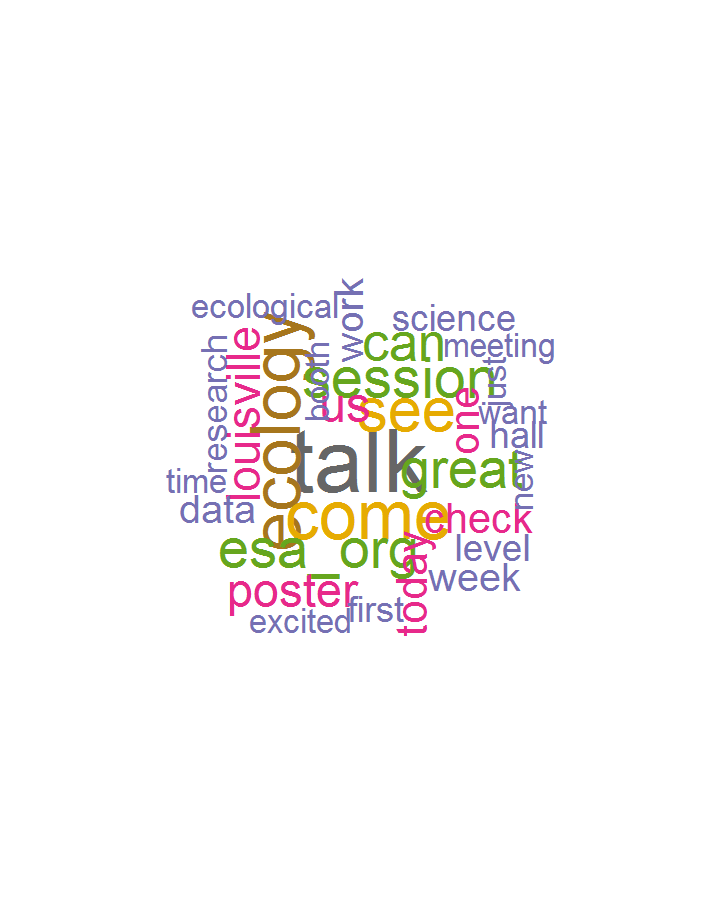 ecological
work
science
can
meeting
louisville
ecology
research
booth
session
just
us
see
one
want
hall
talk
great
new
time
data
come
check
esa_org
today
level
week
poster
first
excited